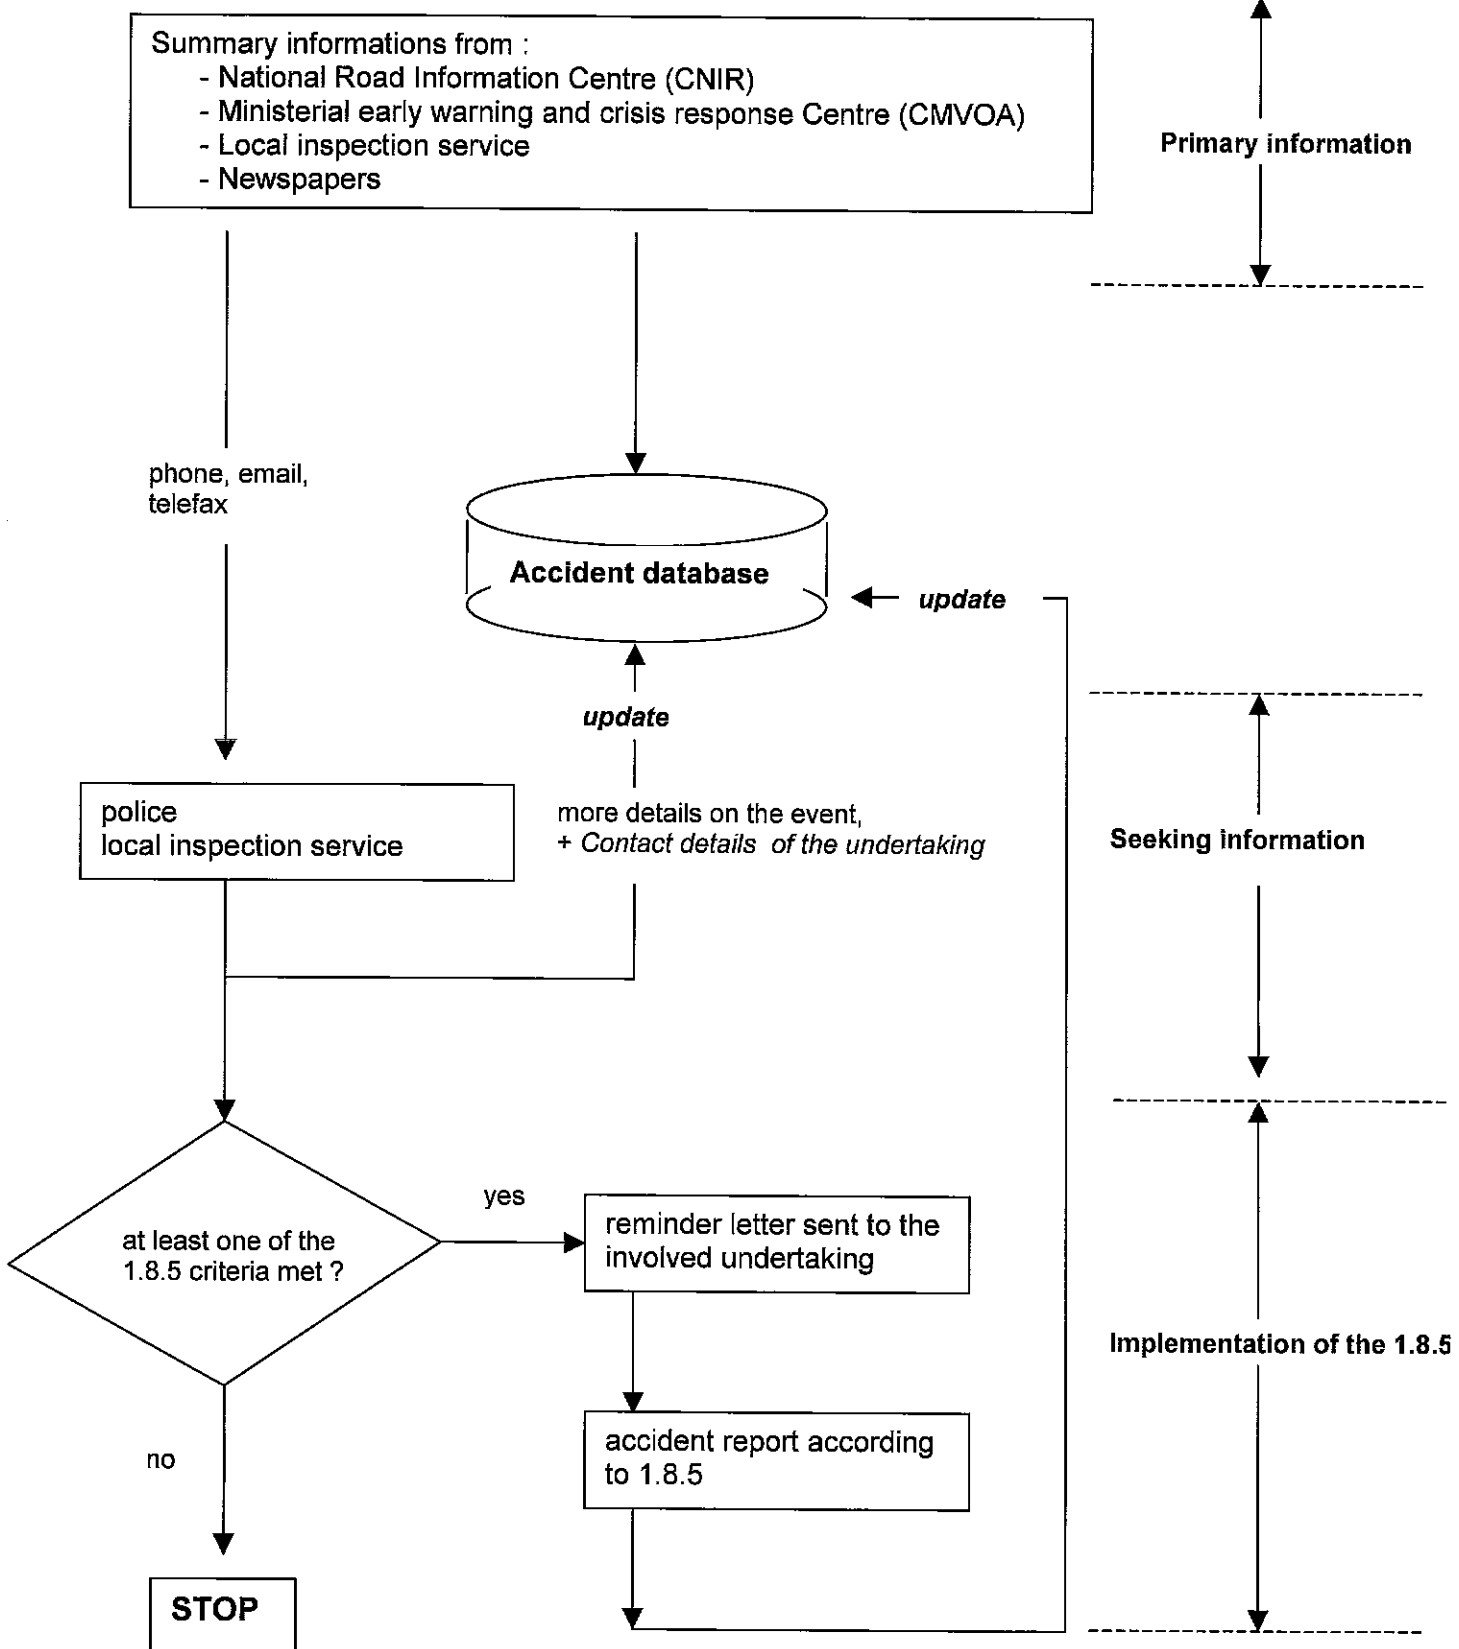 Summary informations from :
- National Road Information Centre (CNIR)
- Ministerial early warning and crisis response Centre (CMVOA)
- Local inspection service
- Newspapers
Primary information
phone, email,
telefax
Accident database
update
update
police
local inspection service
more details on the event,
+ Contact details of the undertaking
Seeking information
at least one of the
1.8.5 criteria met ?
yes
reminder letter sent to the
involved undertaking
Implementation of the 1.8.5
accident report according
to 1.8.5
no
STOP